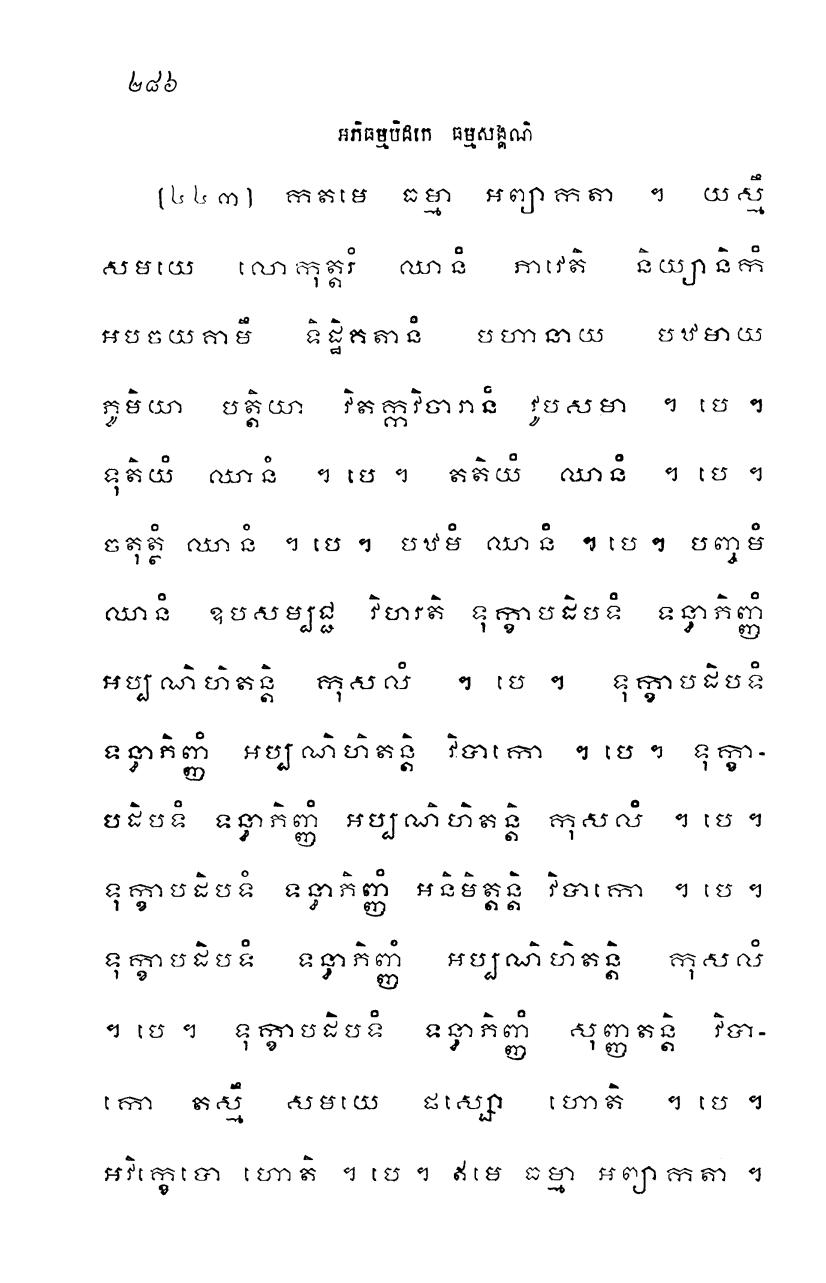 ២៨៦
អភិធម្មបិដកេ ធម្មសង្គណិ
(៤៤៣) កតមេ ធម្មា អព្យាកតា ។ យស្មឹ
សមយេ លោកុត្តរំ ឈានំ ភាវេតិ និយ្យានិកំ
អបចយគាមឹ ទិដ្ឋិគតានំ បហានាយ បឋមាយ
ភូមិយា បត្តិយា វិតក្កវិចារានំ វូបសមា ។ បេ ។
ទុតិយំ ឈានំ ។ បេ ។ តតិយំ ឈានំ ។ បេ ។
ចតុត្ថំ ឈានំ ។ បេ ។ បឋមំ ឈានំ ។ បេ ។ បញ្ចមំ
ឈានំ ឧបសម្បជ្ជ វិហរតិ ទុក្ខាបដិបទំ ទន្ធាភិញ្ញំ
អប្បណិហិតន្តិ កុសលំ ។ បេ ។ ទុក្ខាបដិបទំ
ទន្ធាភិញ្ញំ អប្បណិហិតន្តិ វិបាកោ ។ បេ ។ ទុក្ខា-
បដិបទំ ទន្ធាភិញ្ញំ អប្បណិហិតន្តិ កុសលំ ។ បេ ។
ទុក្ខាបដិបទំ ទន្ធាភិញ្ញំ អនិមិត្តន្តិ វិបាកោ ។ បេ ។
ទុក្ខាបដិបទំ ទន្ធាភិញ្ញំ អប្បណិហិតន្តិ កុសលំ
។ បេ ។ ទុក្ខាបដិបទំ ទន្ធាភិញ្ញំ សុញ្ញតន្តិ វិបា-
កោ តស្មឹ សមយេ ផស្សោ ហោតិ ។ បេ ។
អវិក្ខេបោ ហោតិ ។ បេ ។ ឥមេ ធម្មា អព្យាកតា ។